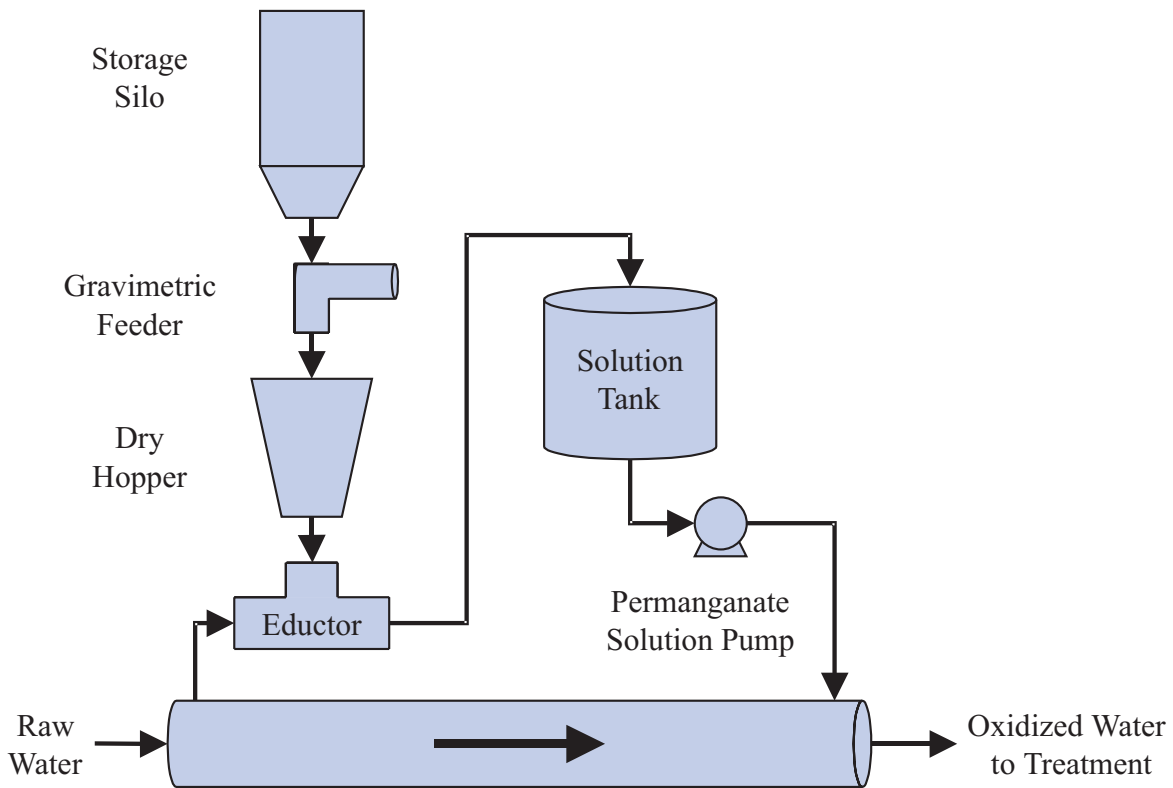 Storage
Silo
Gravimetric
Feeder
Solution
Tank
Dry
Hopper
Eductor
Permanganate
Solution Pump
Raw
Water
Oxidized Water
to Treatment